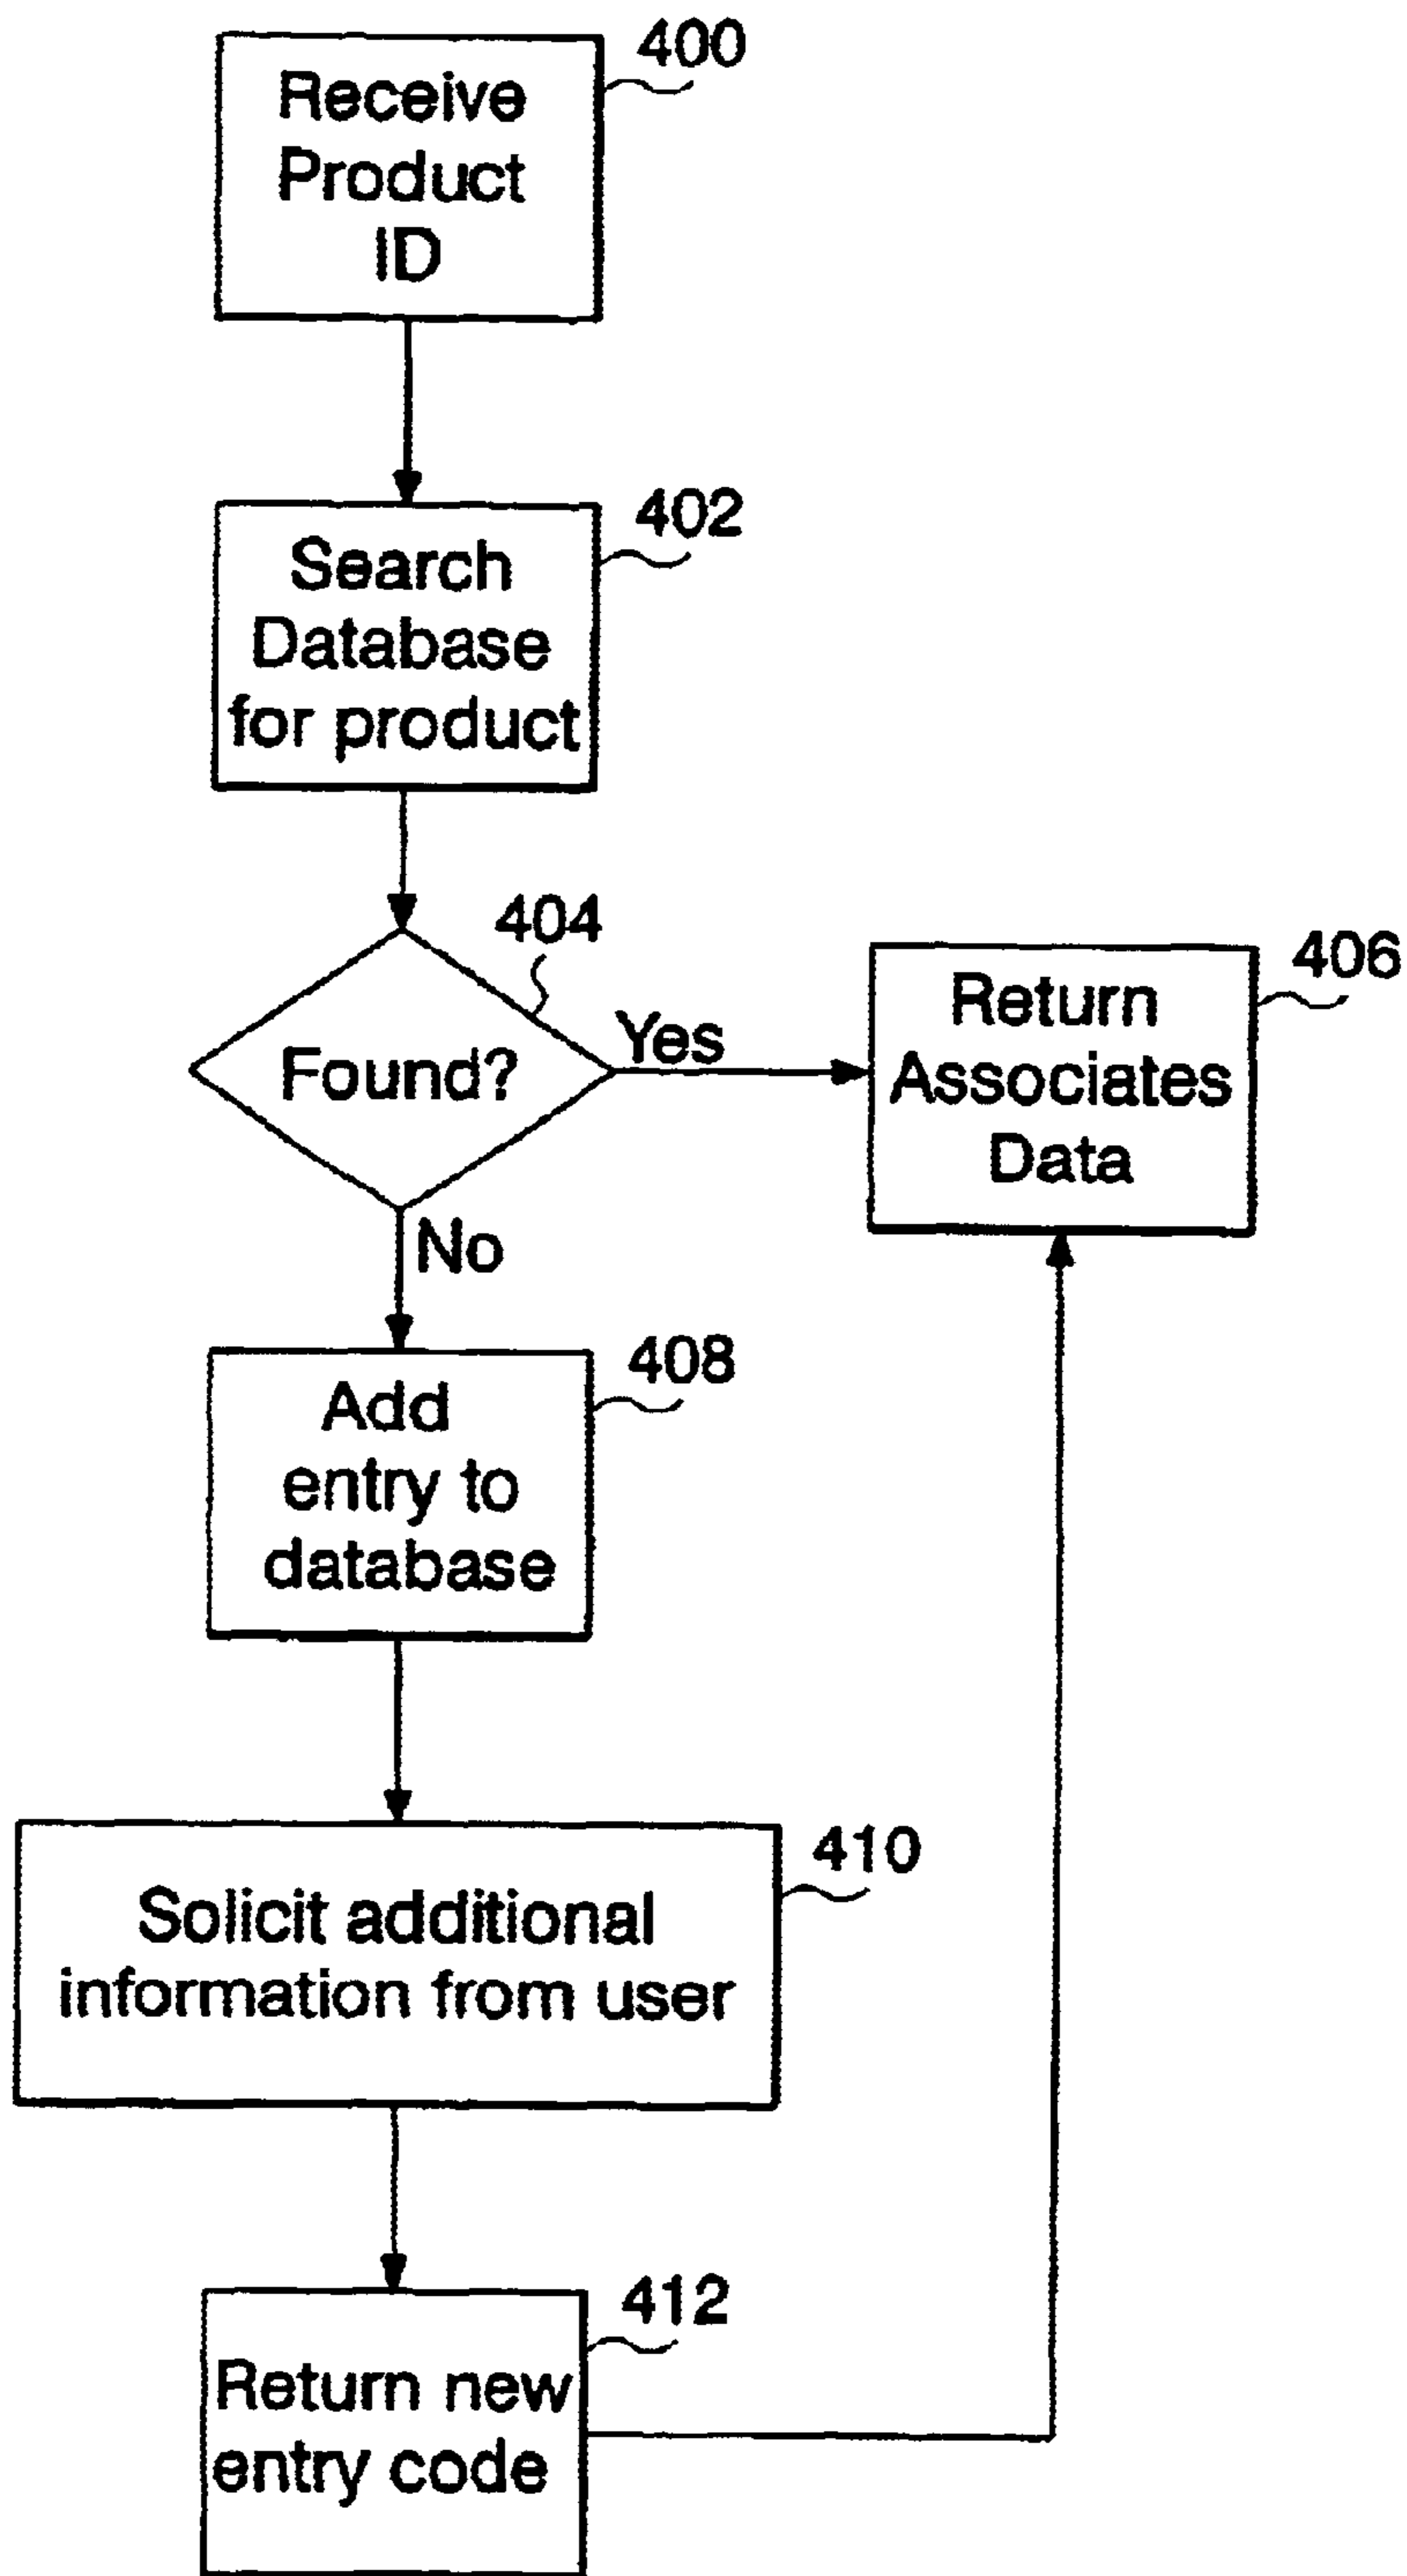 400
Receive
Product
ID
402
Search
Database
for product
404
Found?
Yes
406
Return
Associates
Data
No
408
Add
entry to
database
410
Solicit additional
information from user
412
Return new
entry code